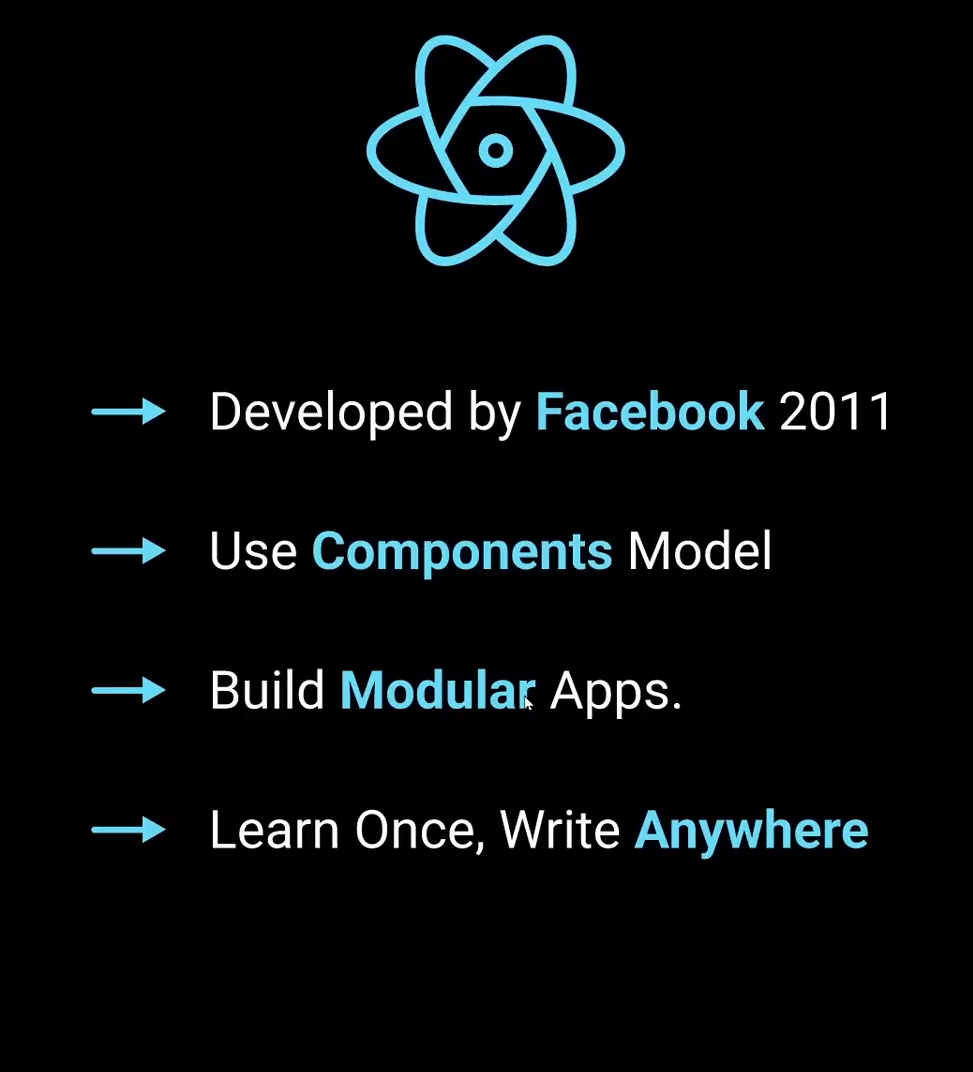 Developed by Facebook 2011
Use Components Model
Build Modular Apps.
Learn Once, Write Anywhere